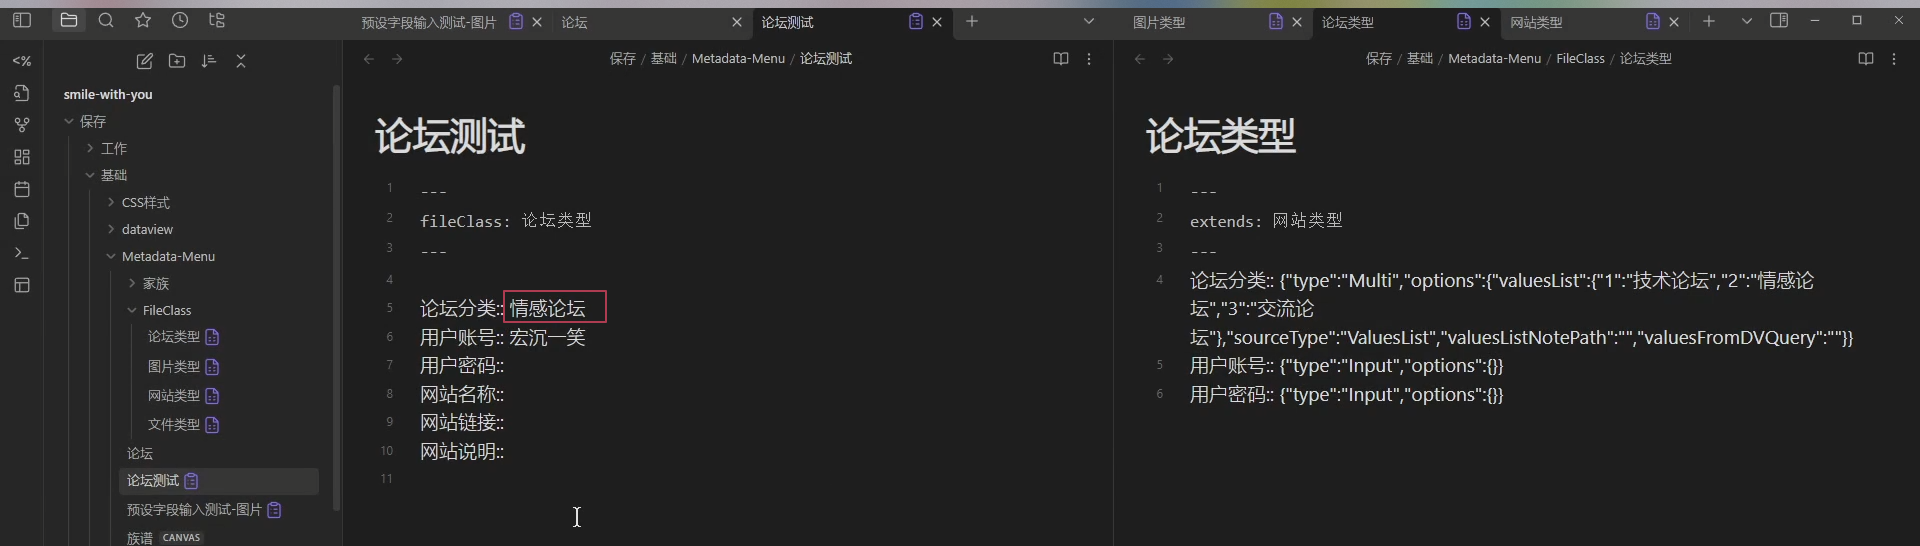 预设字段输入测试-图片
论坛
论坛测试
图片类型
论坛类型
网站类型
保存 / 基础 / Metadata-Menu / 论坛测试
保存 / 基础 / Metadata-Menu / FileClass / 论坛类型
smile-with-you
保存
工作
基础
CSS样式
dataview
Metadata-Menu
家族
FileClass
论坛类型
图片类型
网站类型
文件类型
论坛
论坛测试
预设字段输入测试-图片
族谱 CANVAS
论坛测试
1 ---
2 fileClass: 论坛类型
3 ---
4
5 论坛分类:: 情感论坛
6 用户账号:: 宏沉一笑
7 用户密码::
8 网站名称::
9 网站链接::
10 网站说明::
11
论坛类型
1 ---
2 extends: 网站类型
3 ---
4 论坛分类:: {"type":"Multi","options":{"valuesList":{"1":"技术论坛","2":"情感论
坛","3":"交流论
坛"},"sourceType":"ValuesList","valuesListNotePath":"","valuesFromDVQuery":""}}
5 用户账号:: {"type":"Input","options":{}}
6 用户密码:: {"type":"Input","options":{}}